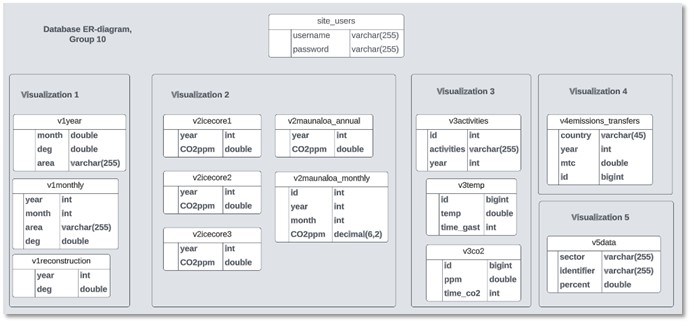 Database ER-diagram,
Group 10
site_users
username varchar(255)
password varchar(255)
Visualization 1
v1year
month double
deg double
area varchar(255)
v1monthly
year int
month int
area varchar(255)
deg double
v1reconstruction
year int
deg double
Visualization 2
v2icecore1
year int
CO2ppm double
v2icecore2
year int
CO2ppm double
v2icecore3
year int
CO2ppm double
v2maunaloa_annual
year int
CO2ppm double
v2maunaloa_monthly
id int
year int
month int
CO2ppm decimal(6,2)
Visualization 3
v3activities
id int
activities varchar(255)
year int
v3temp
id bigint
temp double
time_gast int
v3co2
id bigint
ppm double
time_co2 int
Visualization 4
v4emissions_transfers
country varchar(45)
year int
mtc double
id bigint
Visualization 5
v5data
sector varchar(255)
identifier varchar(255)
percent double